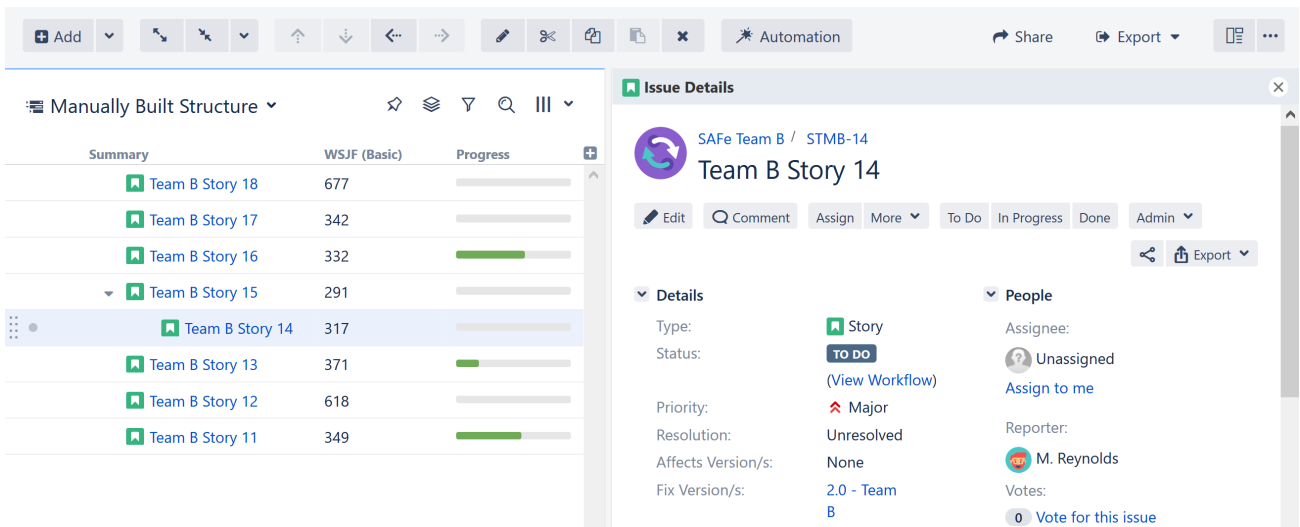 Add
Automation
Share
Export
Manually Built Structure
Summary WSJF (Basic) Progress
Team B Story 18 677
Team B Story 17 342
Team B Story 16 332
Team B Story 15 291
Team B Story 14 317
Team B Story 13 371
Team B Story 12 618
Team B Story 11 349
Issue Details
SAFe Team B / STMB-14
Team B Story 14
Edit Comment Assign More To Do In Progress Done Admin
Export
Details
Type: Story
Status: TO DO
(View Workflow)
Priority: Major
Resolution: Unresolved
Affects Version/s: None
Fix Version/s: 2.0 - Team
B
People
Assignee:
Unassigned
Assign to me
Reporter:
M. Reynolds
Votes:
0 Vote for this issue